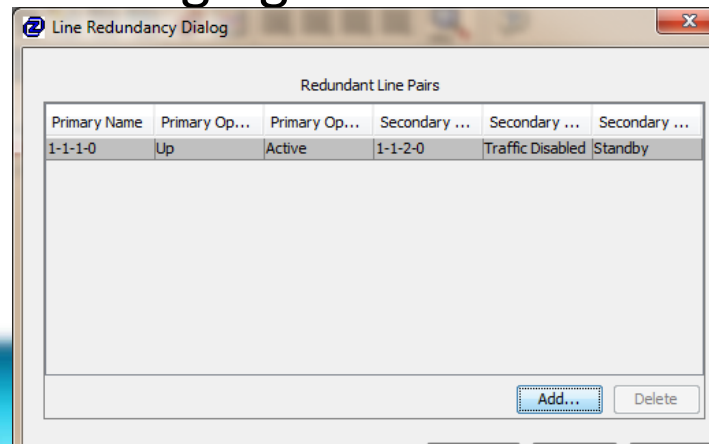 Line Redundancy Dialog
Redundant Line Pairs
Primary Name Primary Op... Primary Op... Secondary ... Secondary ... Secondary ...
1-1-1-0 Up Active 1-1-2-0 Traffic Disabled Standby
Add... Delete